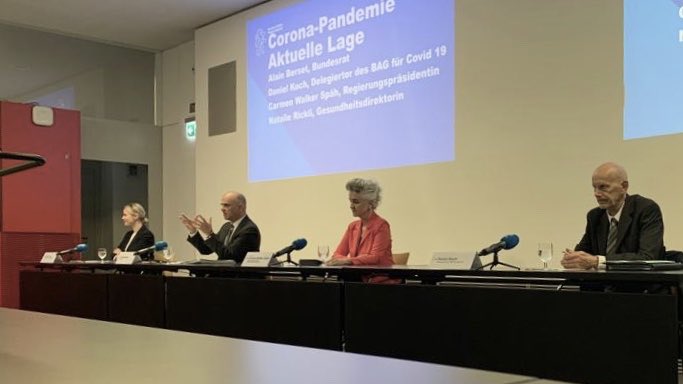 Corona-Pandemie
Aktuelle Lage
Alain Berset, Bundesrat
Daniel Koch, Delegierter des BAG für Covid 19
Carmen Walker Späh, Regierungspräsidentin
Natalie Rickli, Gesundheitsdirektorin